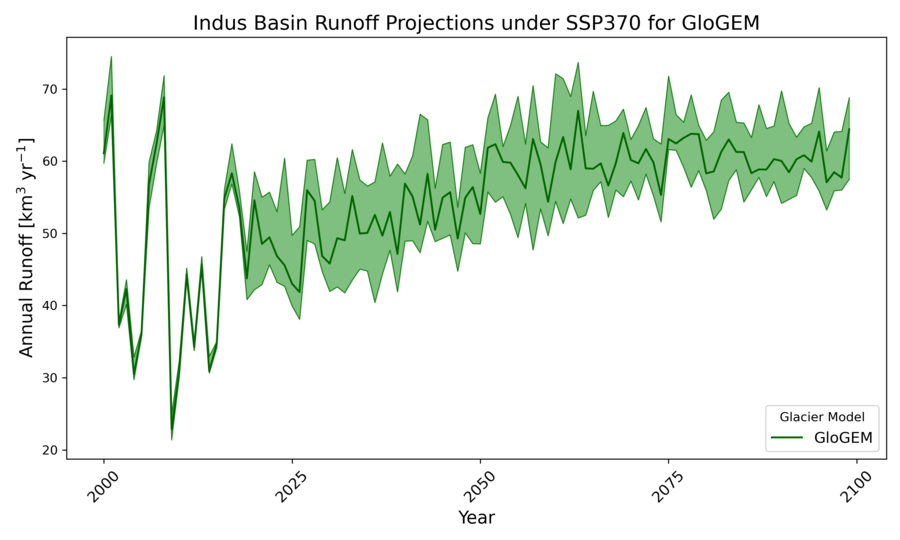 Indus Basin Runoff Projections under SSP370 for GloGEM
Annual Runoff [km³ yr⁻¹]
70
60
50
40
30
20
Glacier Model
GloGEM
2000
2025
2050
2075
2100
Year